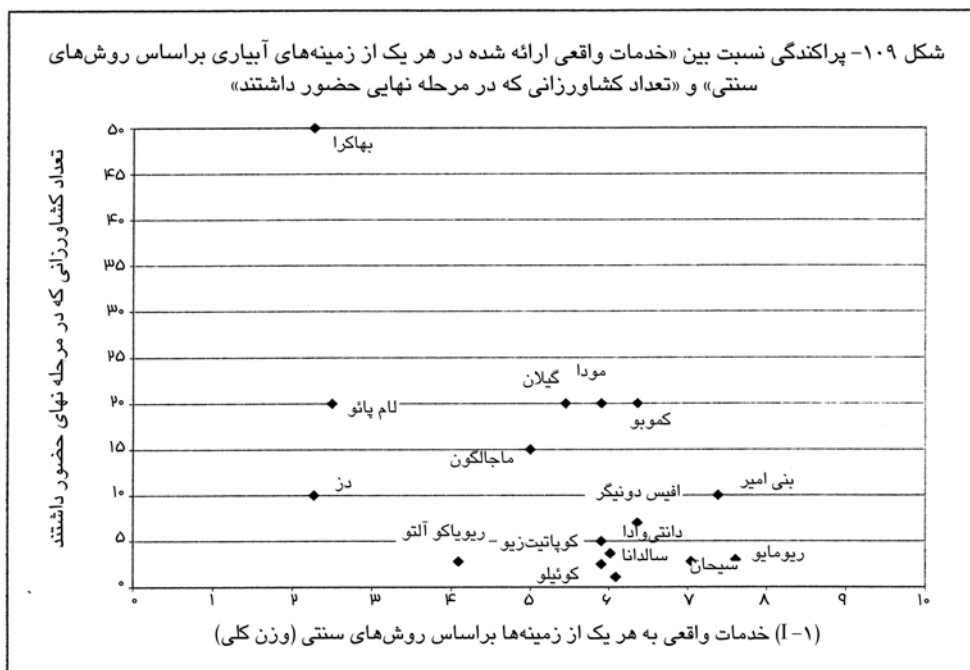 شکل ۱۰۹- پراکندگی نسبت بین «خدمات واقعی ارائه شده در هر یک از زمینه‌های آبیاری براساس روش‌های
سنتی» و «تعداد کشاورزانی که در مرحله نهایی حضور داشتند»
تعداد کشاورزانی که در مرحله نهای حضور داشتتند
۵۰
بهاکرا
۴۵
۴۰
۳۵
۳۰
۲۵
مودا
گیلان
۲۰
لام پائو
کموبو
۱۵
ماجالگون
۱۰
دز
افیس دونیگر
بنی امیر
۵
ریویاکو آلتو
کوپاتیت‌زیو
دانتی‌وادا
سالدانا
سیحان
ریومایو
کوئیلو
۰
۰ ۱ ۲ ۳ ۴ ۵ ۶ ۷ ۸ ۹ ۱۰
(I-۱) خدمات واقعی به هر یک از زمینه‌ها براساس روش‌های سنتی (وزن کلی)